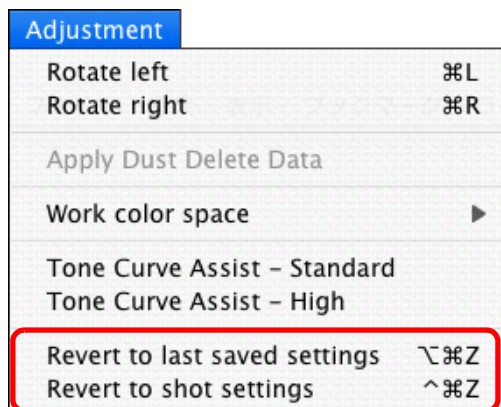 Adjustment
Rotate left ⌘L
Rotate right ⌘R
Apply Dust Delete Data
Work color space ▶
Tone Curve Assist – Standard
Tone Curve Assist – High
Revert to last saved settings ⌥⌘Z
Revert to shot settings ^⌘Z